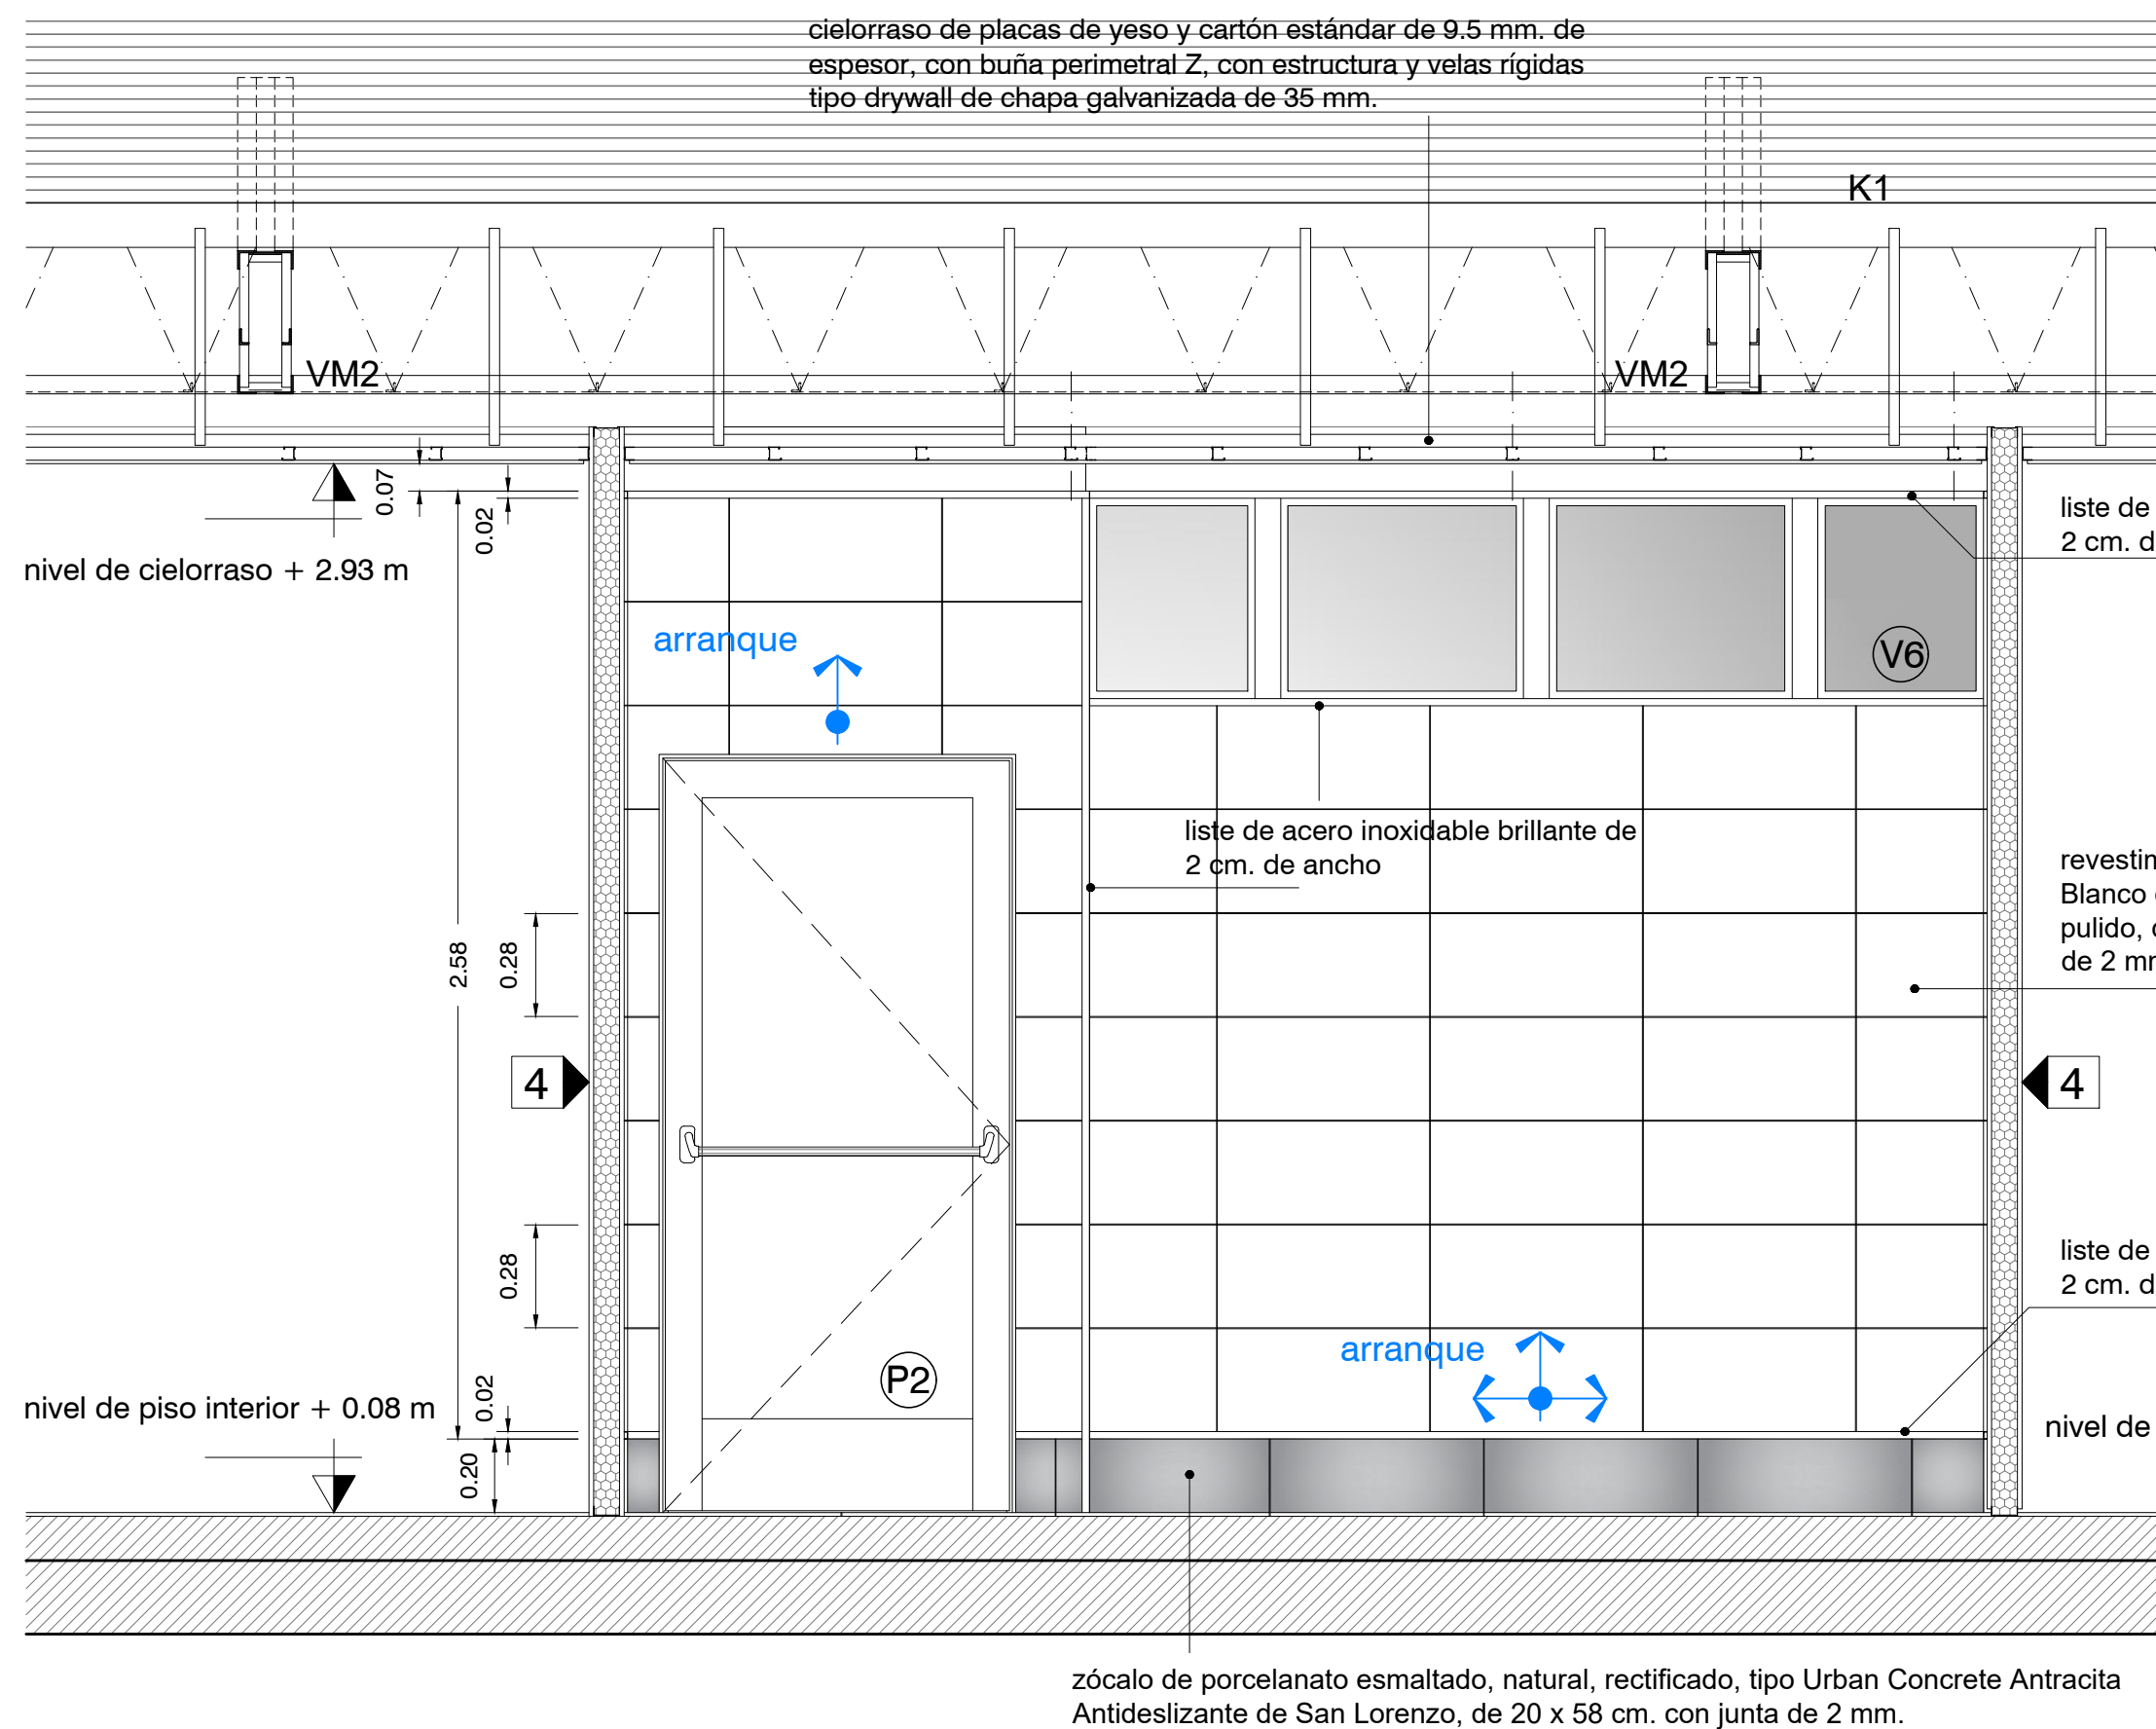 cielorraso de placas de yeso y cartón estándar de 9.5 mm. de
espesor, con buña perimetral Z, con estructura y velas rígidas
tipo drywall de chapa galvanizada de 35 mm.
K1
VM2
VM2
0.07
0.02
nivel de cielorraso + 2.93 m
liste de
2 cm. d
arranque
V6
liste de acero inoxidable brillante de
2 cm. de ancho
Blanco
pulido,
de 2
2.58
0.28
4
4
0.28
liste de
2 cm. d
arranque
P2
0.02
nivel de piso interior + 0.08 m
nivel de
0.20
zócalo de porcelanato esmaltado, natural, rectificado, tipo Urban Concrete Antracita
Antideslizante de San Lorenzo, de 20 x 58 cm. con junta de 2 mm.